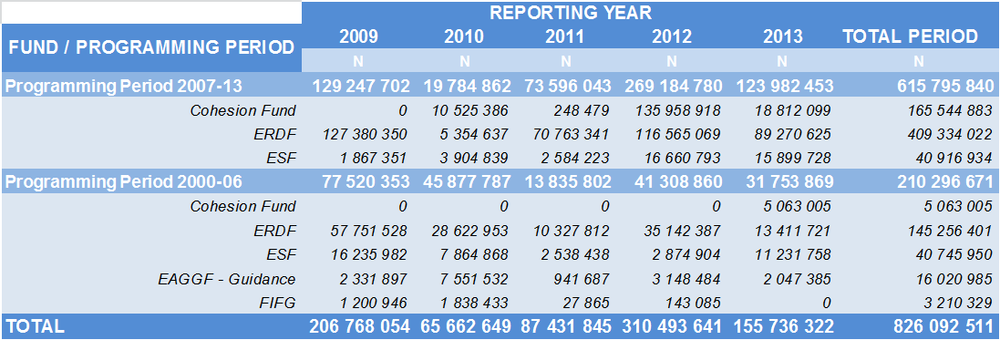 REPORTING YEAR
FUND / PROGRAMMING PERIOD 2009 2010 2011 2012 2013 TOTAL PERIOD
N N N N N N
Programming Period 2007-13 129 247 702 19 784 862 73 596 043 269 184 780 123 982 453 615 795 840
Cohesion Fund 0 10 525 386 248 479 135 958 918 18 812 099 165 544 883
ERDF 127 380 350 5 354 637 70 763 341 116 565 069 89 270 625 409 334 022
ESF 1 867 351 3 904 839 2 584 223 16 660 793 15 899 728 40 916 934
Programming Period 2000-06 77 520 353 45 877 787 13 835 802 41 308 860 31 753 869 210 296 671
Cohesion Fund 0 0 0 0 5 063 005 5 063 005
ERDF 57 751 528 28 622 953 10 327 812 35 142 387 13 411 721 145 256 401
ESF 16 235 982 7 864 868 2 538 438 2 874 904 11 231 758 40 745 950
EAGGF - Guidance 2 331 897 7 551 532 941 687 3 148 484 2 047 385 16 020 985
FIFG 1 200 946 1 838 433 27 865 143 085 0 3 210 329
TOTAL 206 768 054 65 662 649 87 431 845 310 493 641 155 736 322 826 092 511